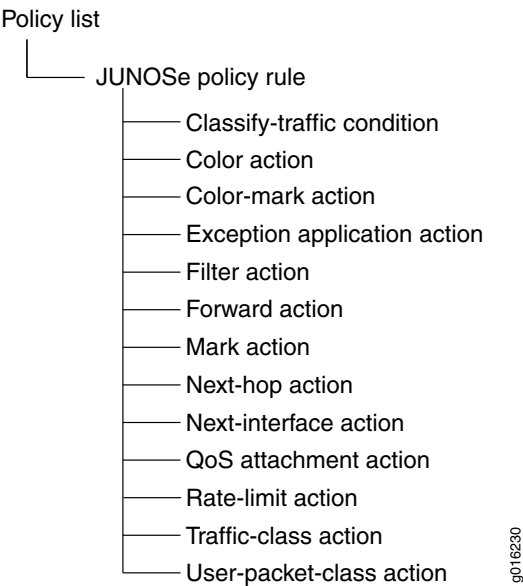 Policy list
JUNOSe policy rule
Classify-traffic condition
Color action
Color-mark action
Exception application action
Filter action
Forward action
Mark action
Next-hop action
Next-interface action
QoS attachment action
Rate-limit action
Traffic-class action
User-packet-class action
g016230